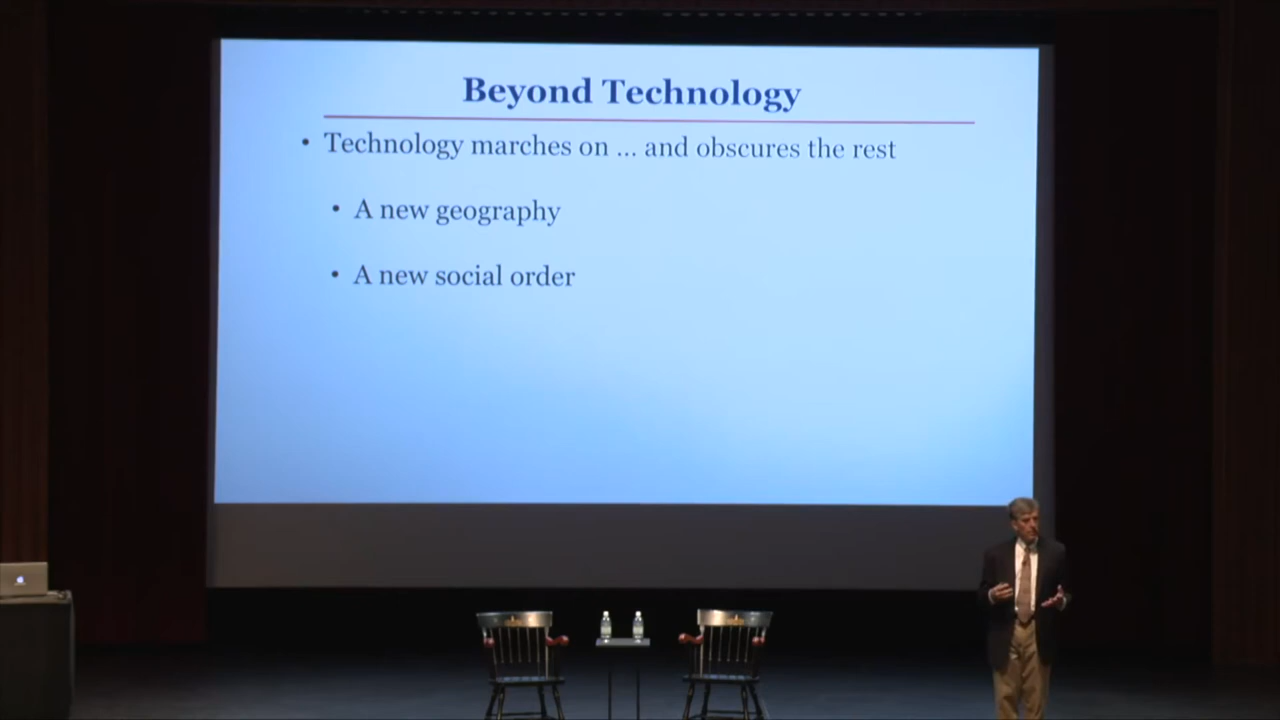 Beyond Technology
• Technology marches on ... and obscures the rest
• A new geography
• A new social order